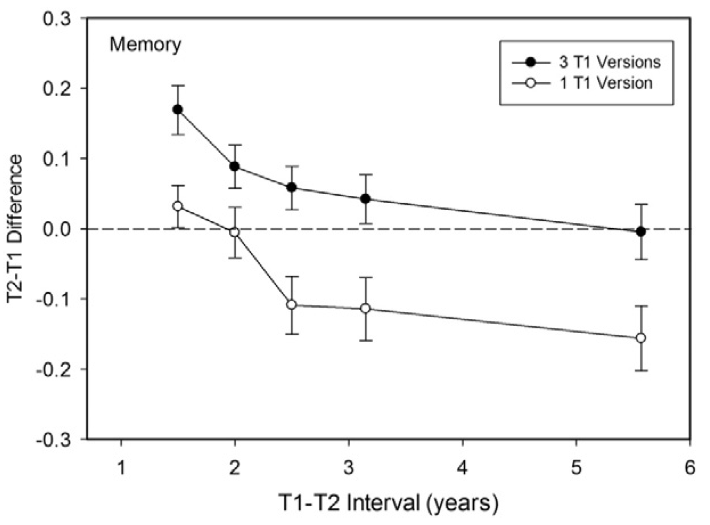 0.3
Memory
3 T1 Versions
1 T1 Version
0.2
0.1
0.0
-0.1
-0.2
-0.3
T2-T1 Difference
1 2 3 4 5 6
T1-T2 Interval (years)